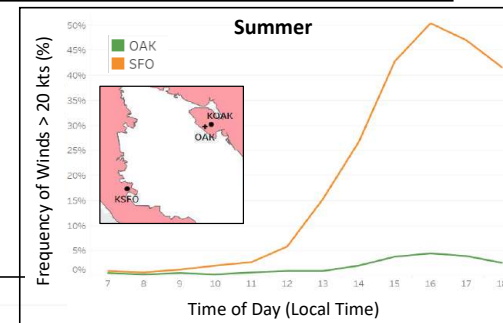 Summer
OAK
SFO
Frequency of Winds > 20 kts (%)
50%
45%
40%
35%
30%
25%
20%
15%
10%
5%
0%
KOAK
OAK
KSFO
7 8 9 10 11 12 13 14 15 16 17
Time of Day (Local Time)